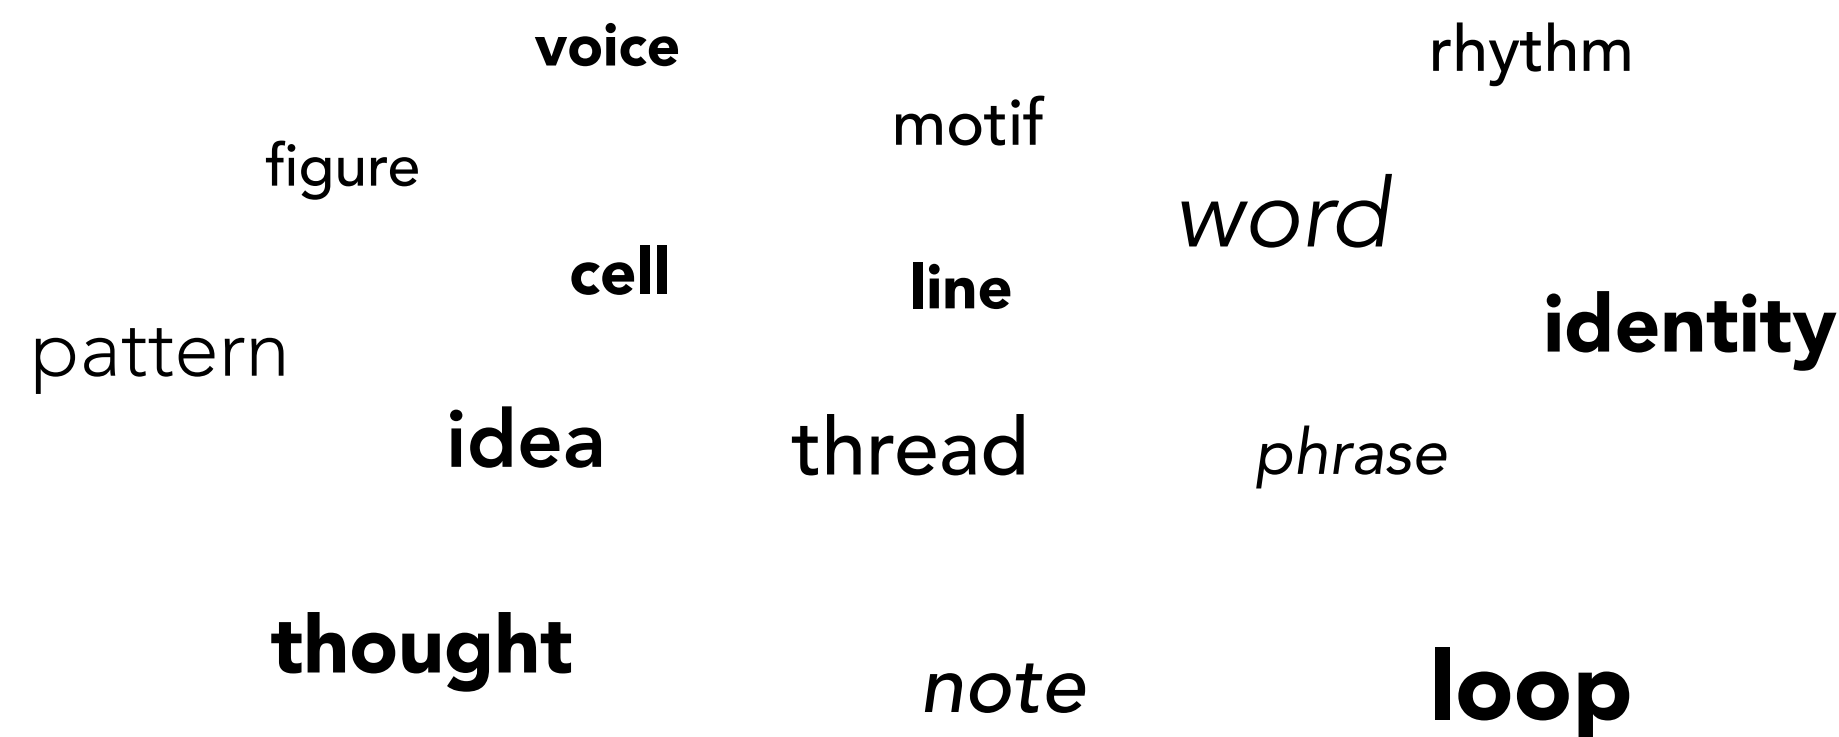 voice
rhythm
motif
figure
word
cell
line
identity
pattern
idea
thread
phrase
thought
note
loop